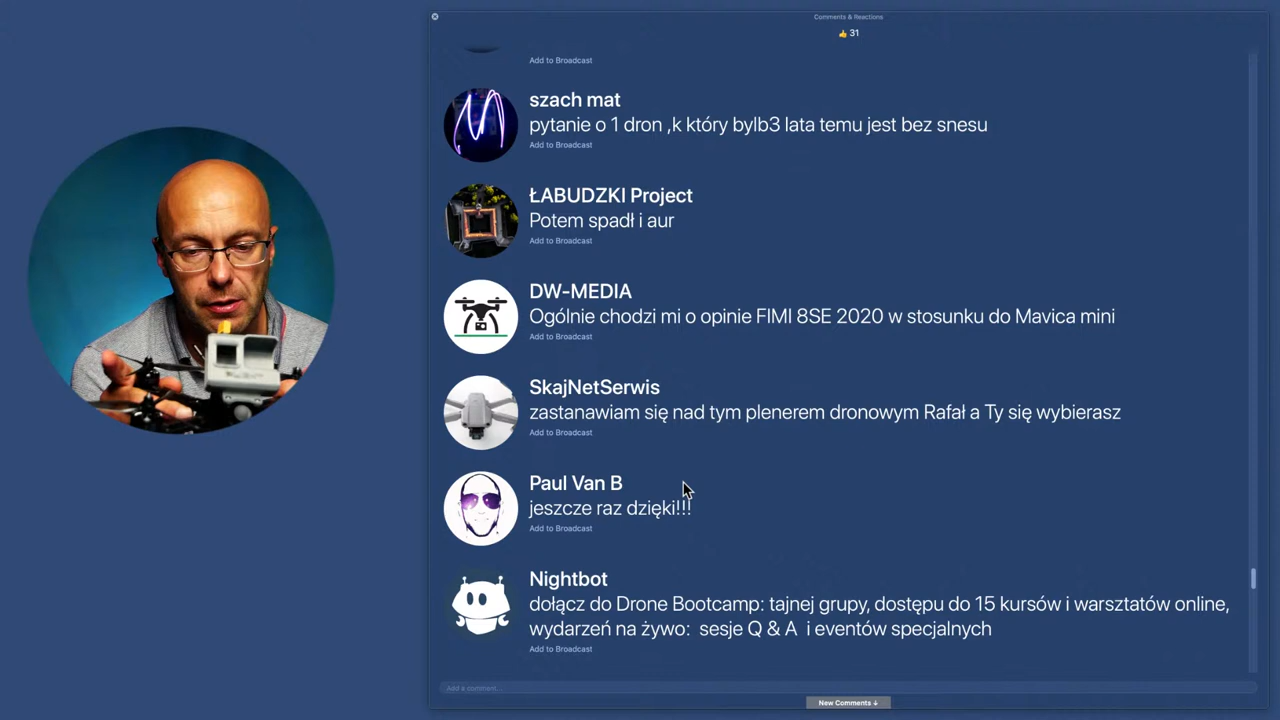 Comments & Reactions
👍 31
Add to Broadcast
szach mat
pytanie o 1 dron ,k który bylb3 lata temu jest bez snesu
Add to Broadcast
ŁABUDZKI Project
Potem spadł i aur
Add to Broadcast
DW-MEDIA
Ogólnie chodzi mi o opinie FIMI 8SE 2020 w stosunku do Mavica mini
Add to Broadcast
SkajNetSerwis
zastanawiam się nad tym plenerem dronowym Rafał a Ty się wybierasz
Add to Broadcast
Paul Van B
jeszcze raz dzięki!!!
Add to Broadcast
Nightbot
dołącz do Drone Bootcamp: tajnej grupy, dostępu do 15 kursów i warsztatów online,
wydarzeń na żywo: sesje Q & A i eventów specjalnych
Add to Broadcast
Add a comment...
New Comments ↓